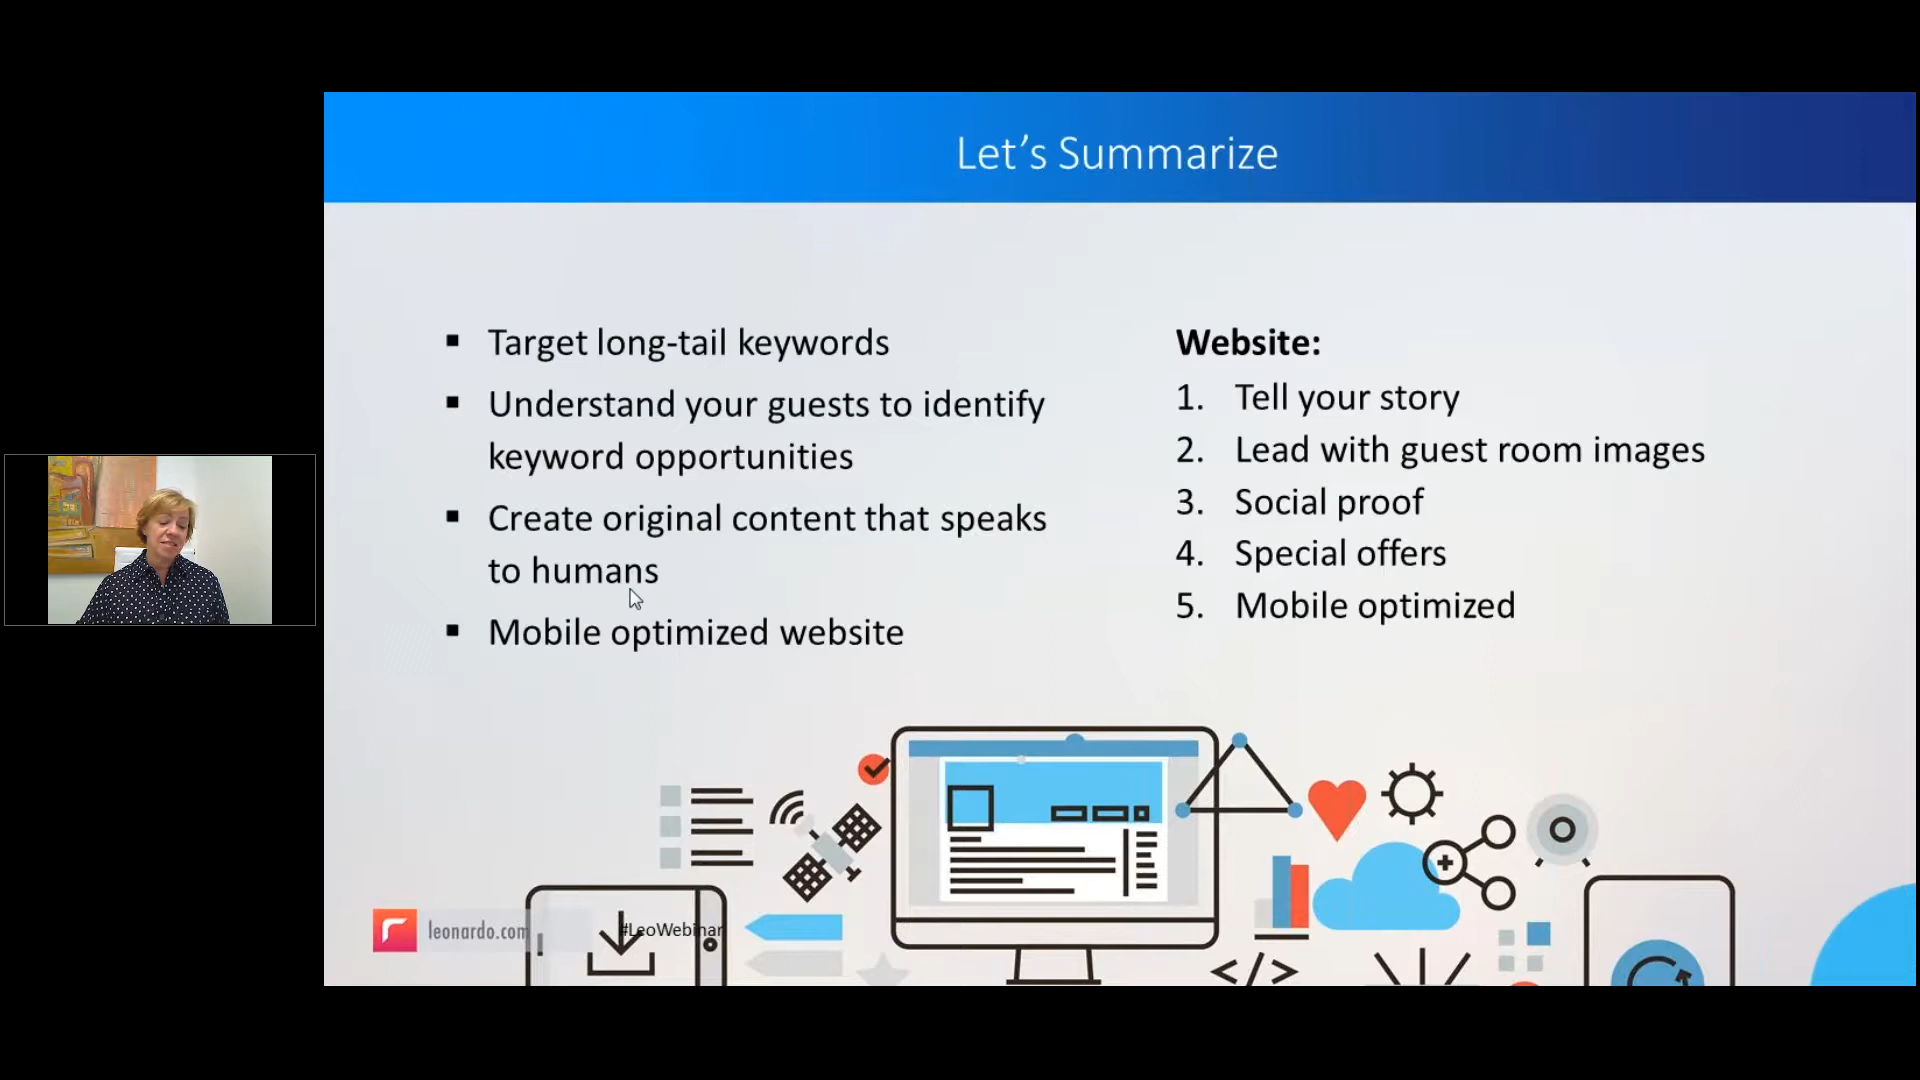 Let’s Summarize
▪ Target long-tail keywords
▪ Understand your guests to identify
keyword opportunities
▪ Create original content that speaks
to humans
▪ Mobile optimized website
Website:
1. Tell your story
2. Lead with guest room images
3. Social proof
4. Special offers
5. Mobile optimized
leonardo.com
#LeoWebinar